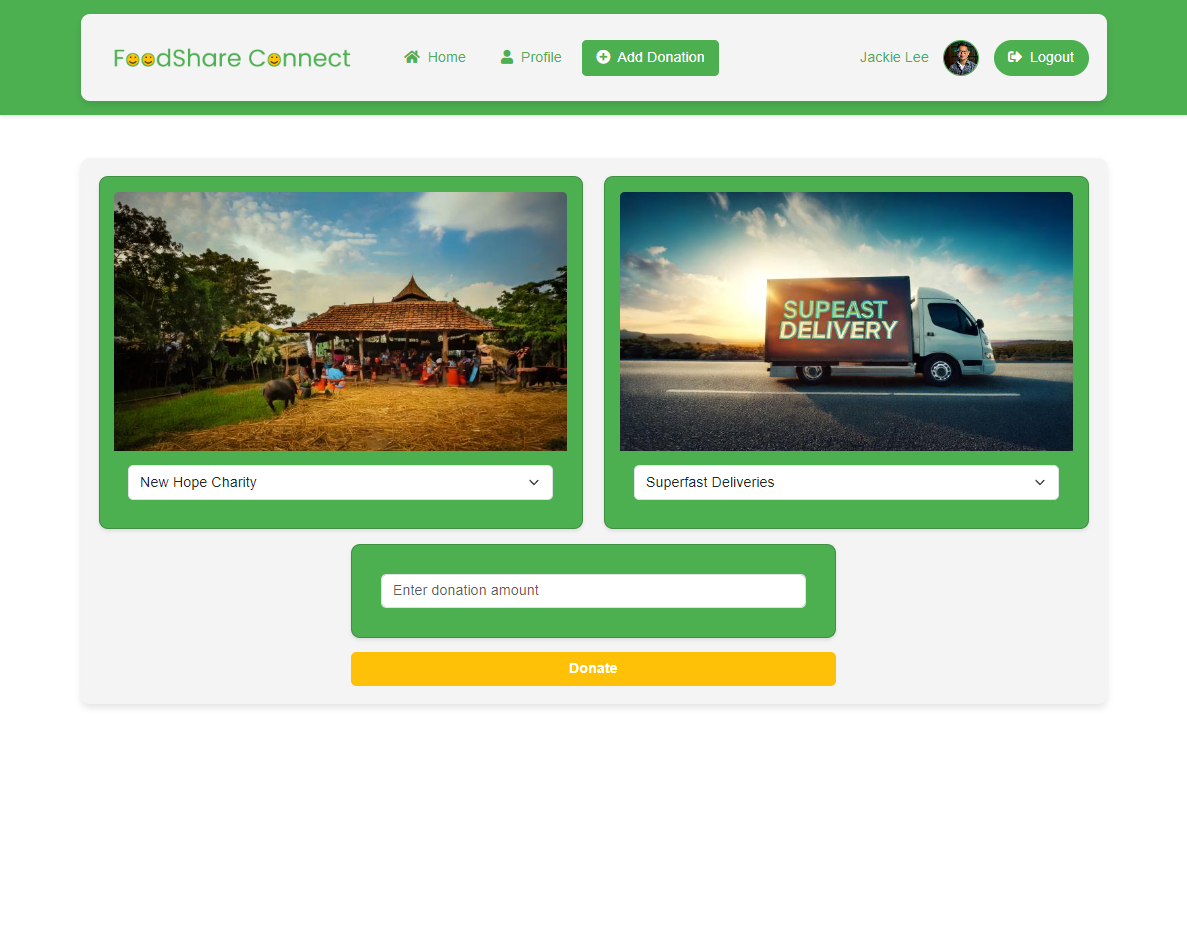 FoodShare Connect
Home
Profile
Add Donation
Jackie Lee
Logout
SUPEAST
DELIVERY
New Hope Charity
Superfast Deliveries
Enter donation amount
Donate